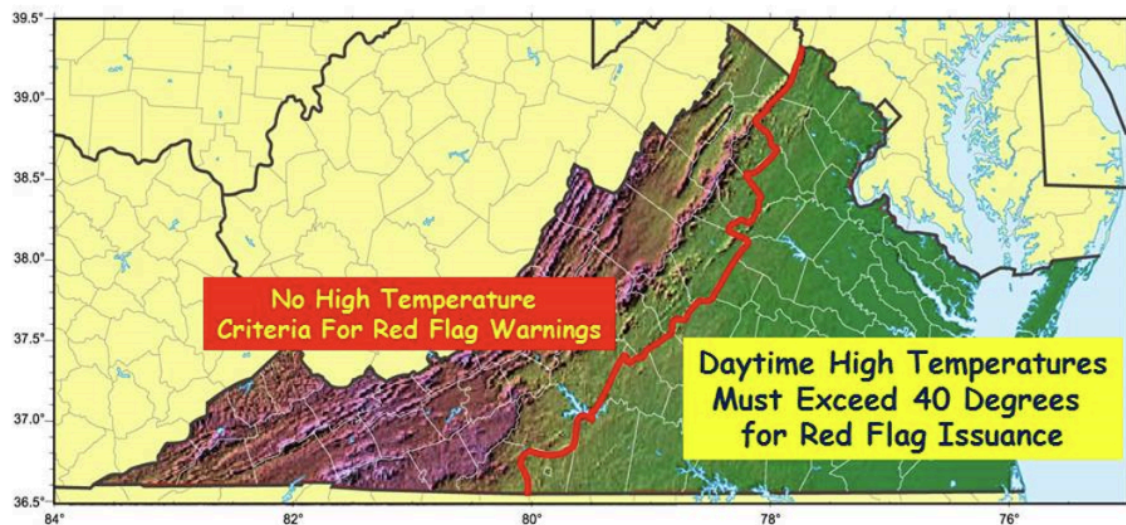 39.5°
39.0°
38.5°
38.0°
37.5°
37.0°
36.5°
No High Temperature
Criteria For Red Flag Warnings
Daytime High Temperatures
Must Exceed 40 Degrees
for Red Flag Issuance
84°
82°
80°
78°
76°